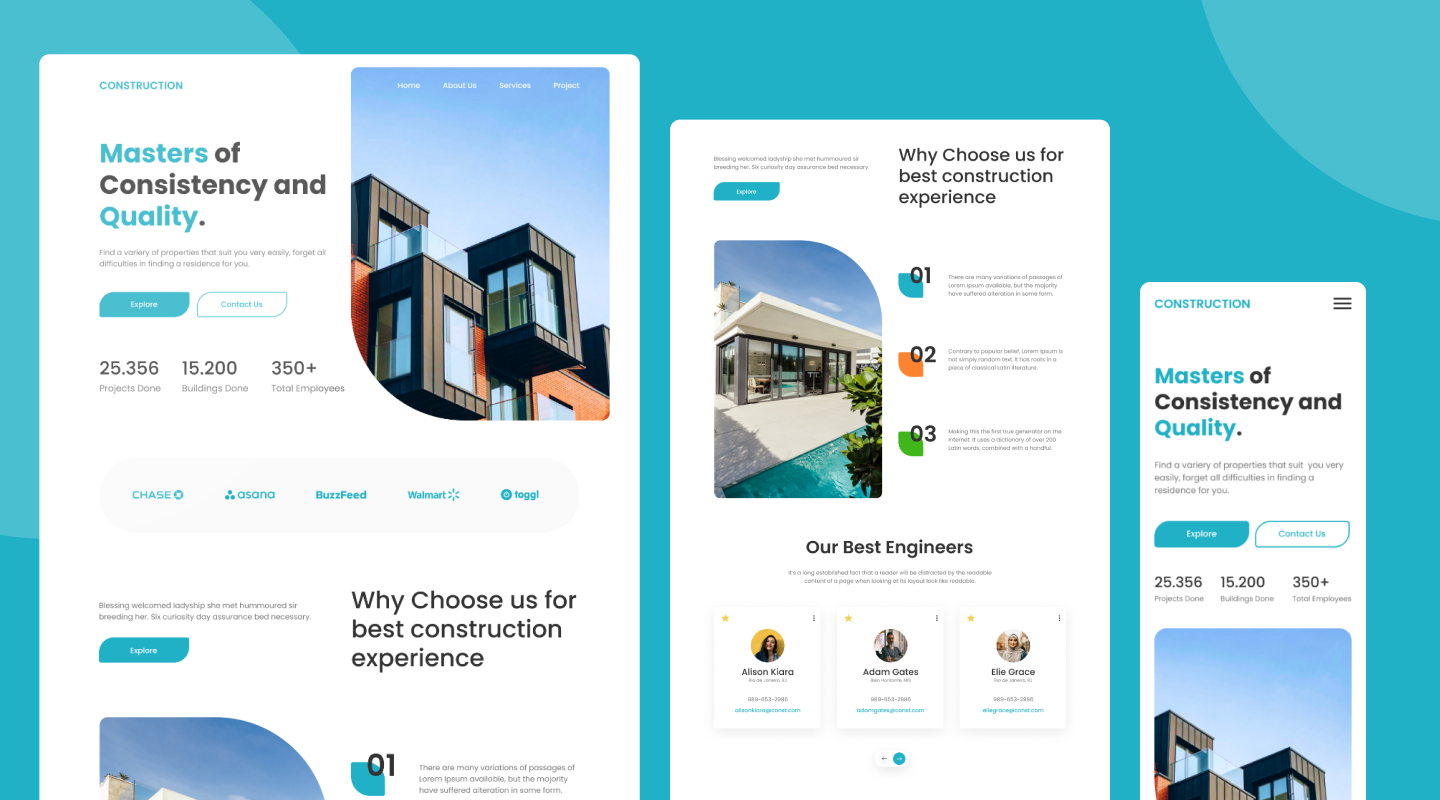 CONSTRUCTION
Home About Us Services Project
Masters of
Consistency and
Quality.
Find a variery of properties that suit you very easily, forget all
difficulties in finding a residence for you.
Explore Contact Us
25.356 15.200 350+
Projects Done Buildings Done Total Employees
CHASE asana BuzzFeed Walmart toggl
Blessing welcomed ladyship she met hummoured sir
breeding her. Six curiosity day assurance bed necessary.
Explore
Why Choose us for
best construction
experience
01
There are many variations of passages of
Lorem Ipsum available, but the majority
have suffered alteration in some form.
Blessing welcomed ladyship she met hummoured sir
breeding her. Six curiosity day assurance bed necessary.
Explore
Why Choose us for
best construction
experience
01
There are many variations of passages of
Lorem Ipsum available, but the majority
have suffered alteration in some form.
02
Contrary to popular belief, Lorem Ipsum is
not simply random text. It has roots in a
piece of classical Latin literature.
03
Making this the first true generator on the
Internet. It uses a dictionary of over 200
Latin words, combined with a handful.
Our Best Engineers
It's a long established fact that a reader will be distracted by the readable
content of a page when looking at its layout look like readable.
Alison Kiara
Rio de Janeiro, RJ
989-653-2986
alisonkiara@const.com
Adam Gates
Belo Horizonte, MG
989-653-2986
adamgates@const.com
Elie Grace
Rio de Janeiro, RJ
989-653-2986
eliegrace@const.com
CONSTRUCTION
Masters of
Consistency and
Quality.
Find a variery of properties that suit you very
easily, forget all difficulties in finding a
residence for you.
Explore Contact Us
25.356 15.200 350+
Projects Done Buildings Done Total Employees